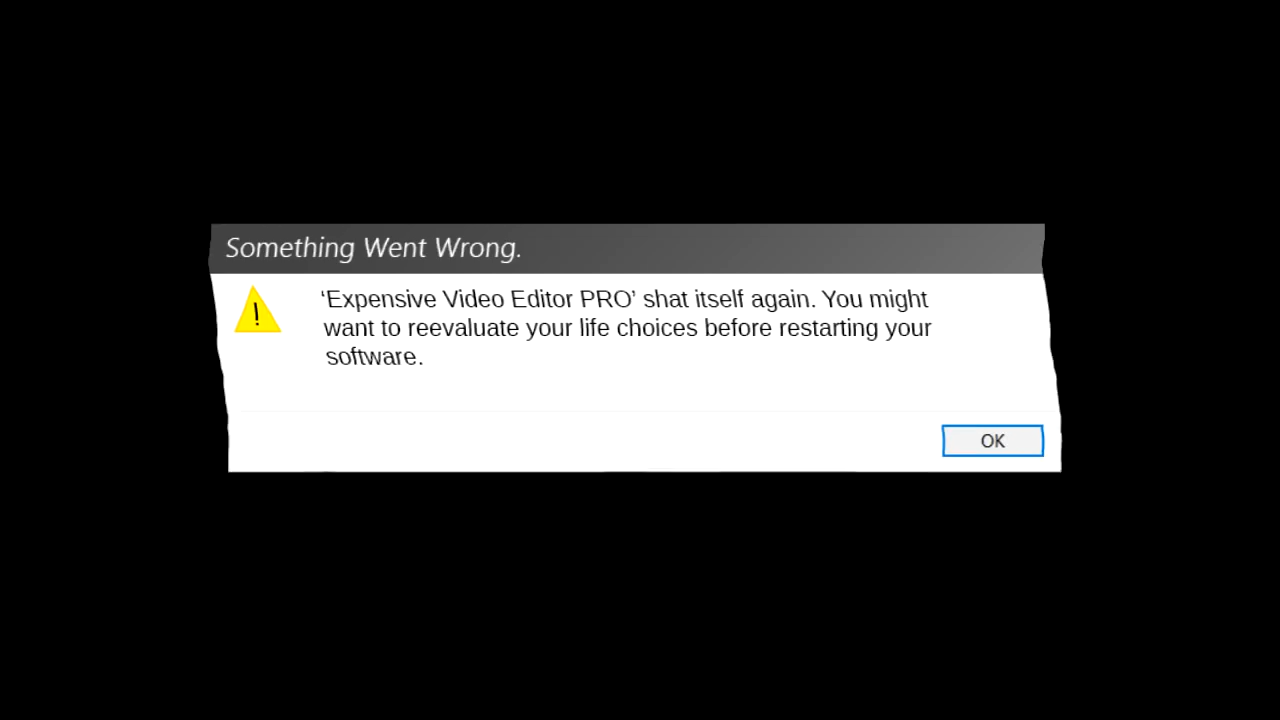 Something Went Wrong.
‘Expensive Video Editor PRO’ shat itself again. You might
want to reevaluate your life choices before restarting your
software.
OK